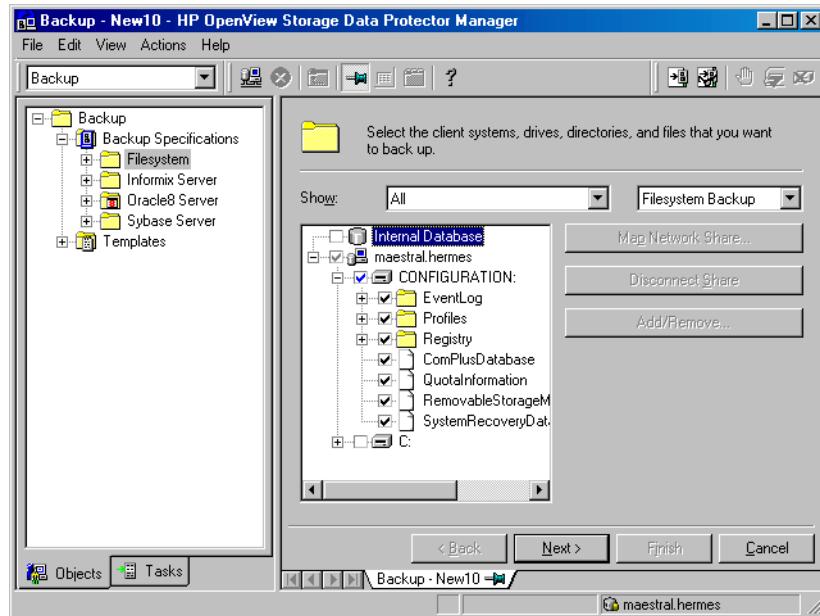 Backup - New10 - HP OpenView Storage Data Protector Manager
File Edit View Actions Help
Backup
Backup
Backup Specifications
Filesystem
Informix Server
Oracle8 Server
Sybase Server
Templates
Objects
Tasks
Select the client systems, drives, directories, and files that you want
to back up.
Show:
All
Filesystem Backup
Internal Database
maestral.hermes
CONFIGURATION:
EventLog
Profiles
Registry
ComPlusDatabase
QuotaInformation
RemovableStorageM
SystemRecoveryDat
C:
Map Network Share...
Disconnect Share
Add/Remove...
< Back
Next >
Finish
Cancel
Backup - New10
maestral.hermes